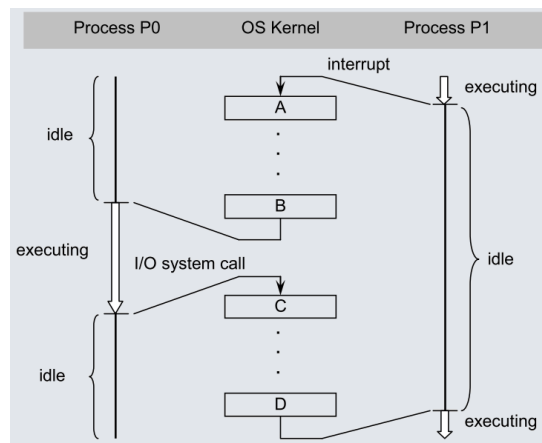 Process P0 OS Kernel Process P1
interrupt
executing
A
idle
B
executing
I/O system call
idle
C
idle
D
executing